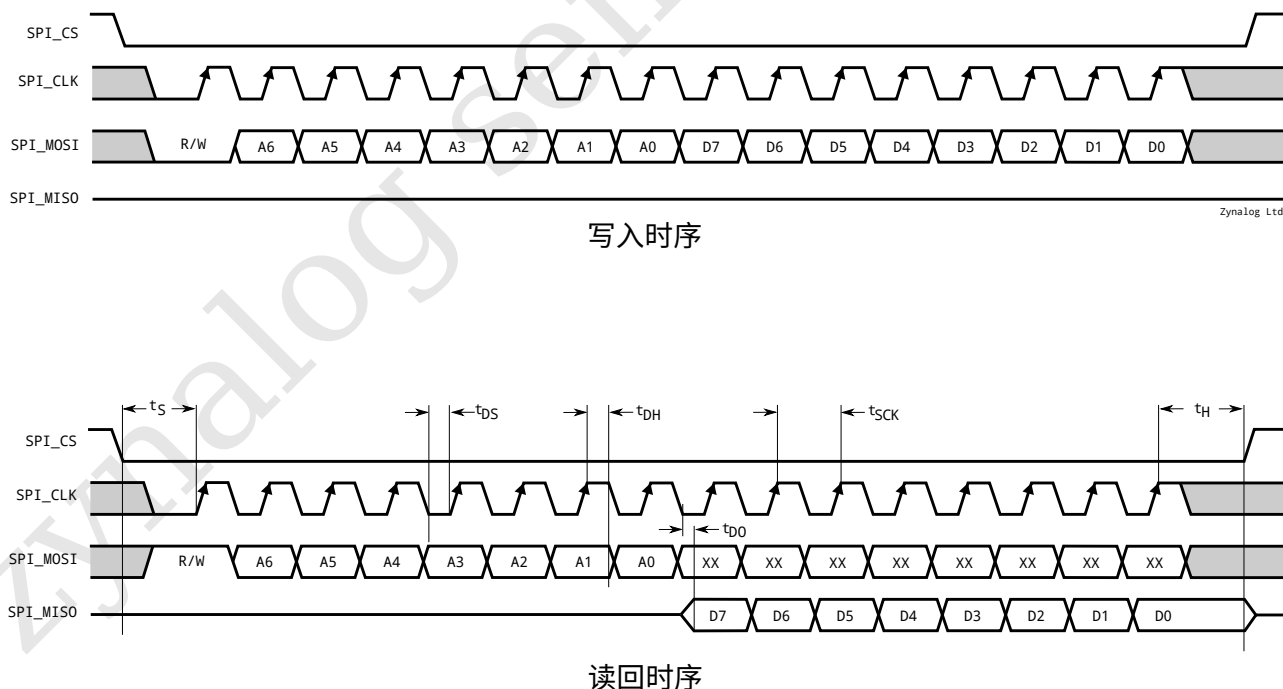 SPI_CS
SPI_CLK
SPI_MOSI R/W A6 A5 A4 A3 A2 A1 A0 D7 D6 D5 D4 D3 D2 D1 D0
SPI_MISO
Zynalog Ltd
写入时序
tS tDS tDH tSCK tH
SPI_CS
SPI_CLK
tDO
SPI_MOSI R/W A6 A5 A4 A3 A2 A1 A0 XX XX XX XX XX XX XX XX
SPI_MISO D7 D6 D5 D4 D3 D2 D1 D0
读回时序
zynalog sem